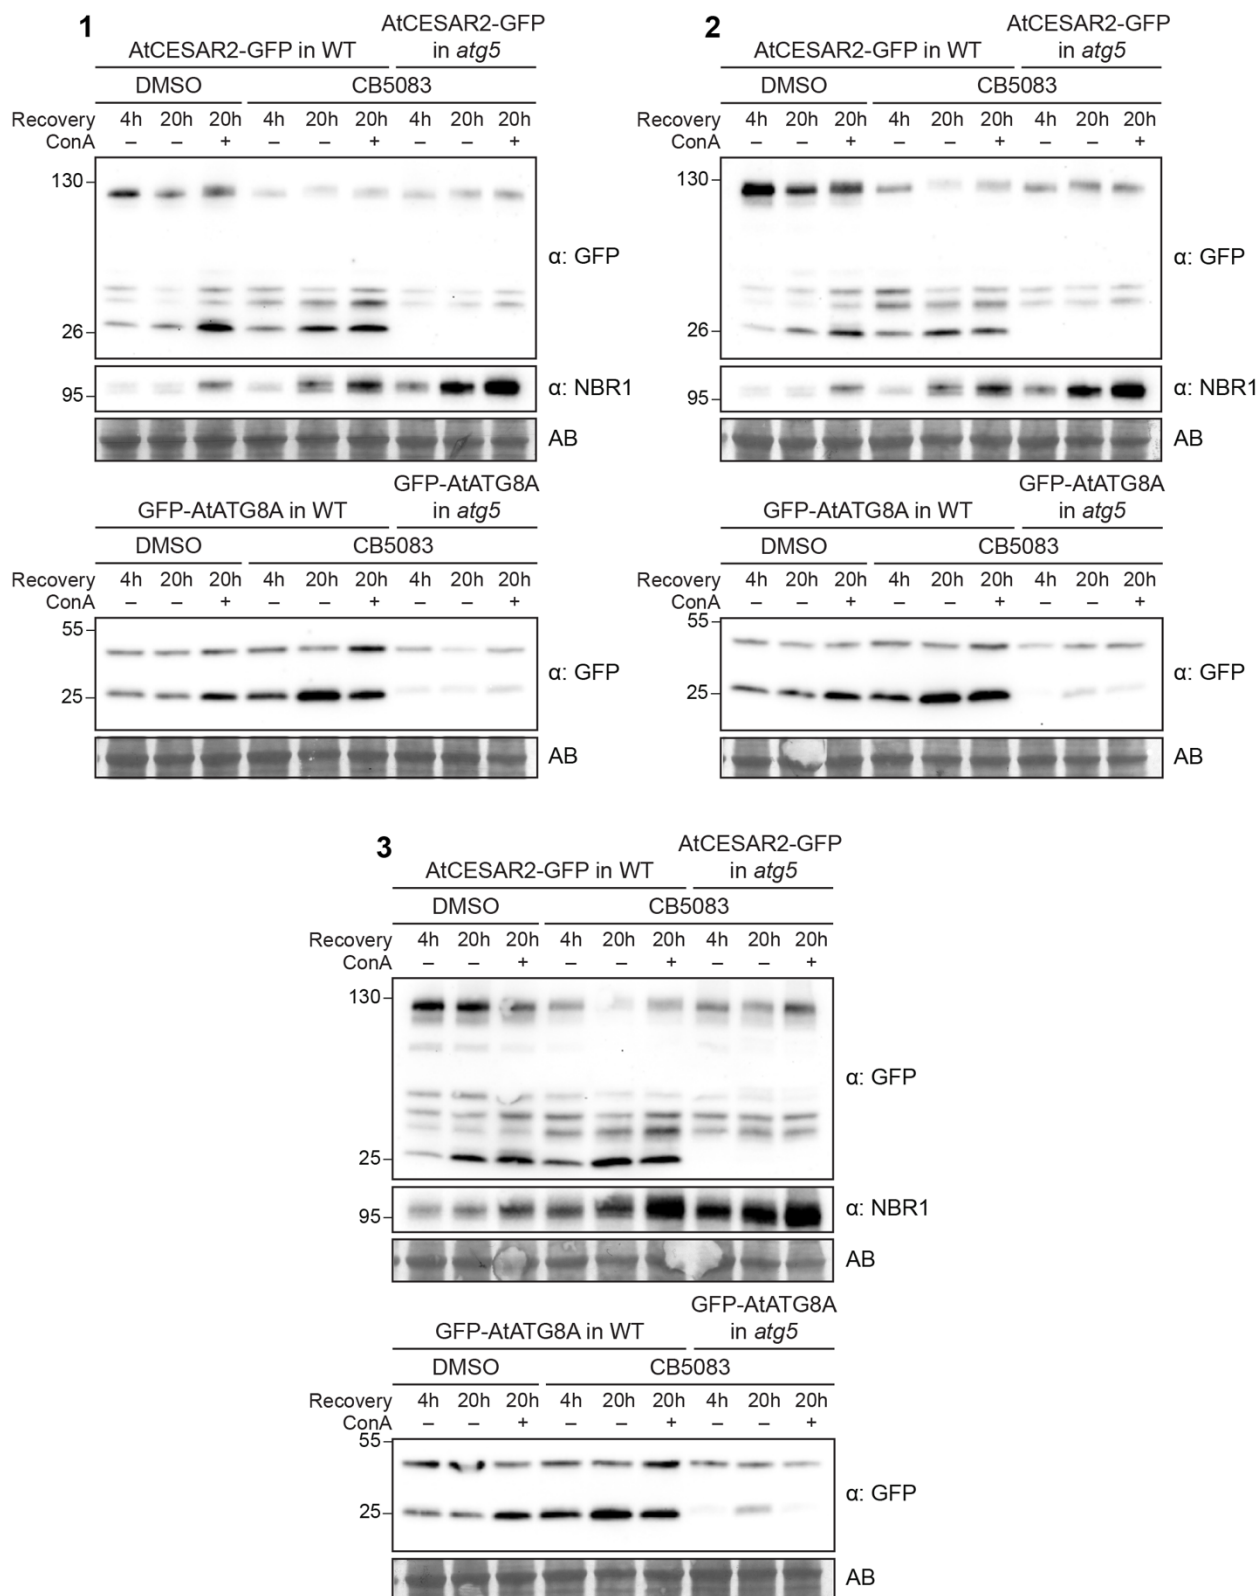 1
AtCESAR2-GFP in WT
AtCESAR2-GFP
in atg5
DMSO
CB5083
Recovery 4h 20h 20h 4h 20h 20h 4h 20h 20h
ConA – – + – – + – – +
130
26
α: GFP
95
α: NBR1
AB
GFP-AtATG8A in WT
GFP-AtATG8A
in atg5
DMSO
CB5083
Recovery 4h 20h 20h 4h 20h 20h 4h 20h 20h
ConA – – + – – + – – +
55
25
α: GFP
AB
2
AtCESAR2-GFP in WT
AtCESAR2-GFP
in atg5
DMSO
CB5083
Recovery 4h 20h 20h 4h 20h 20h 4h 20h 20h
ConA – – + – – + – – +
130
26
α: GFP
95
α: NBR1
AB
GFP-AtATG8A in WT
GFP-AtATG8A
in atg5
DMSO
CB5083
Recovery 4h 20h 20h 4h 20h 20h 4h 20h 20h
ConA – – + – – + – – +
55
25
α: GFP
AB
3
AtCESAR2-GFP in WT
AtCESAR2-GFP
in atg5
DMSO
CB5083
Recovery 4h 20h 20h 4h 20h 20h 4h 20h 20h
ConA – – + – – + – – +
130
25
α: GFP
95
α: NBR1
AB
GFP-AtATG8A in WT
GFP-AtATG8A
in atg5
DMSO
CB5083
Recovery 4h 20h 20h 4h 20h 20h 4h 20h 20h
ConA – – + – – + – – +
55
25
α: GFP
AB